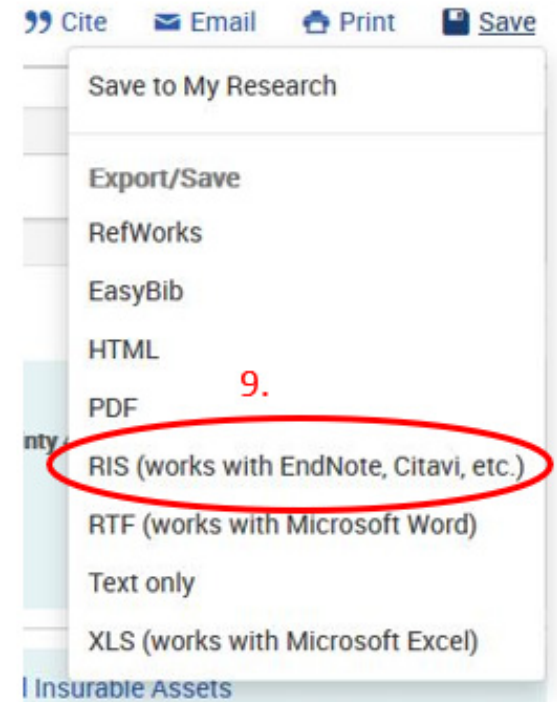 Cite Email Print Save
Save to My Research
Export/Save
RefWorks
EasyBib
HTML
9.
PDF
inty
RIS (works with EndNote, Citavi, etc.)
RTF (works with Microsoft Word)
Text only
XLS (works with Microsoft Excel)
l Insurable Assets